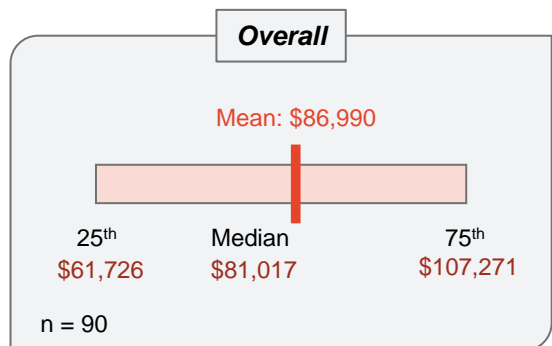 Overall
Mean: $86,990
25th Median 75th
$61,726 $81,017 $107,271
n = 90